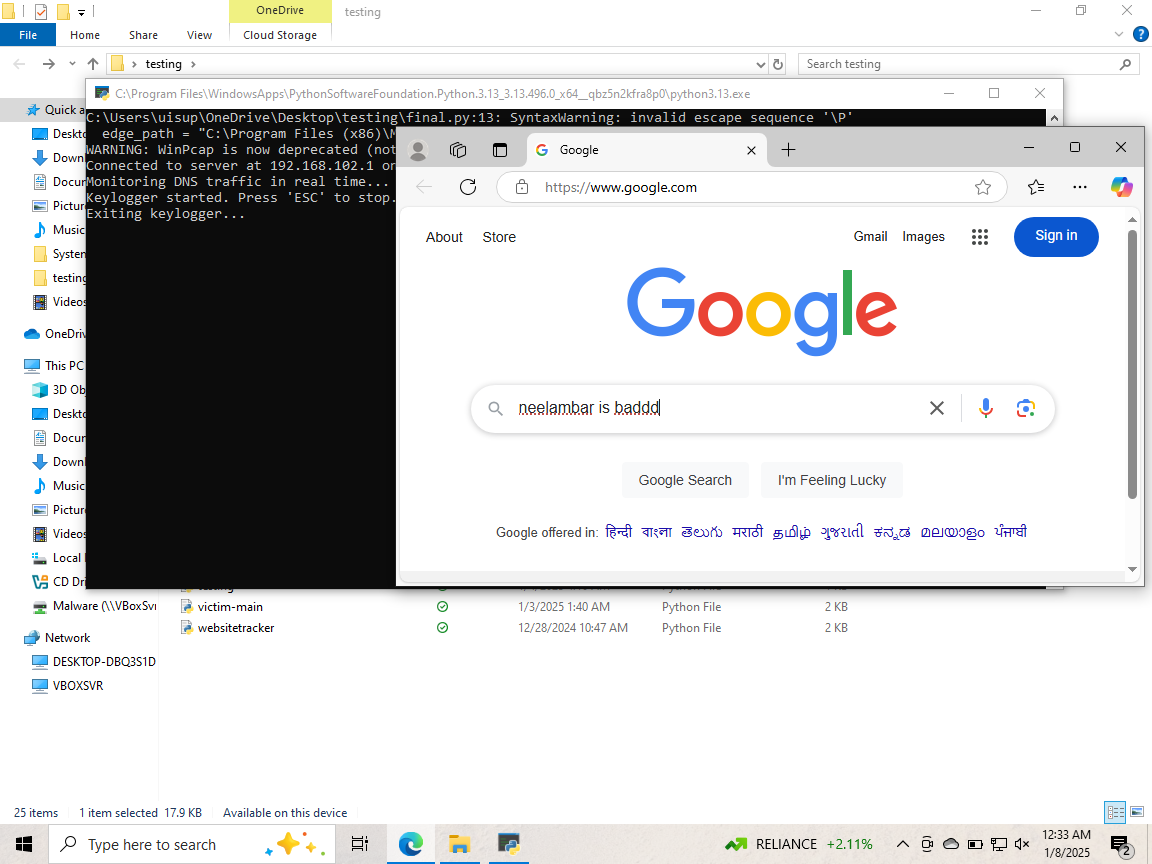 OneDrive
testing
File
Home
Share
View
Cloud Storage
testing
Search testing
C:\Program Files\WindowsApps\PythonSoftwareFoundation.Python.3.13_3.13.496.0_x64__qbz5n2kfra8p0\python3.13.exe
C:\Users\uisup\OneDrive\Desktop\testing\final.py:13: SyntaxWarning: invalid escape sequence '\P'
edge_path = "C:\Program Files (x86)\M
WARNING: WinPcap is now deprecated (not
Connected to server at 192.168.102.1 on
Monitoring DNS traffic in real time...
Keylogger started. Press 'ESC' to stop.
Exiting keylogger...
Quick a
Deskt
Down
Docur
Pictur
Music
System
testing
Videos
OneDriv
This PC
3D Ob
Deskt
Docur
Downl
Music
Pictur
Videos
Local
CD Dri
Malware (\\VBoxSvr
Network
DESKTOP-DBQ3S1D
VBOXSVR
Google
https://www.google.com
About
Store
Gmail
Images
Sign in
Google
neelambar is baddd
Google Search
I'm Feeling Lucky
Google offered in: हिन्दी বাংলা తెలుగు मराठी தமிழ் ગુજરાતી ಕನ್ನಡ മലയാളം ਪੰਜਾਬੀ
victim-main 1/3/2025 1:40 AM Python File 2 KB
websitetracker 12/28/2024 10:47 AM Python File 2 KB
25 items
1 item selected 17.9 KB
Available on this device
Type here to search
RELIANCE +2.11%
12:33 AM
1/8/2025
2